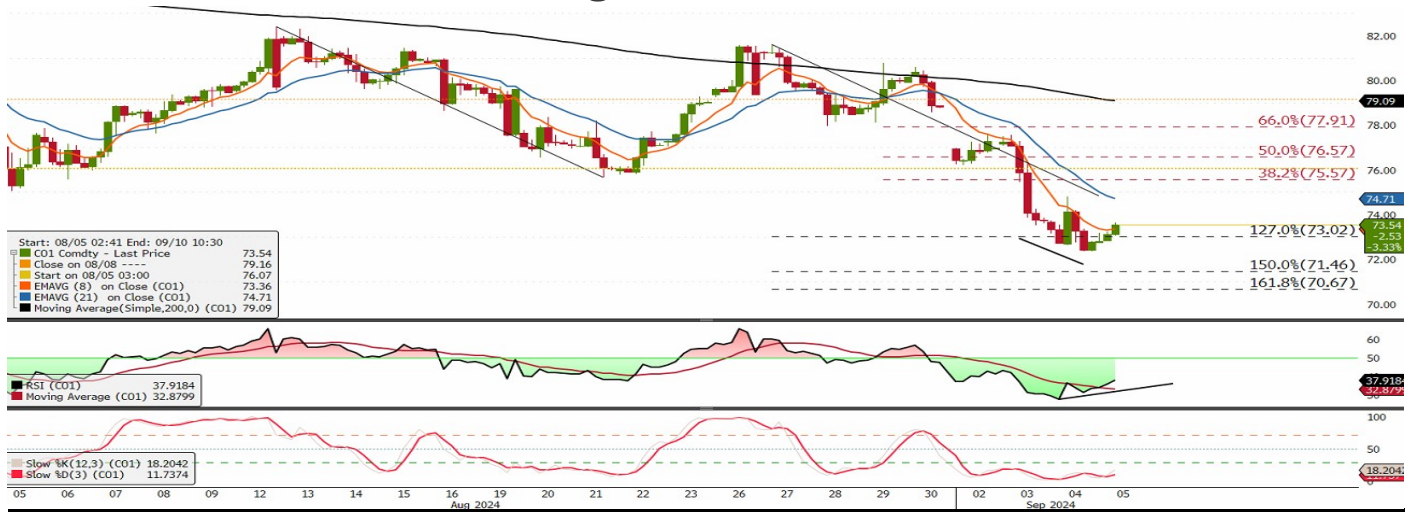 82.00
80.00
79.09
78.00
66.0%(77.91)
50.0%(76.57)
76.00
38.2%(75.57)
74.71
74.00
73.54
-2.53
-3.33%
127.0%(73.02)
72.00
150.0%(71.46)
161.8%(70.67)
70.00
Start: 08/05 02:41 End: 09/10 10:30
CO1 Comdty - Last Price 73.54
Close on 08/08 ---- 79.16
Start on 08/05 03:00 76.07
EMAVG (8) on Close (CO1) 73.36
EMAVG (21) on Close (CO1) 74.71
Moving Average(Simple,200,0) (CO1) 79.09
60
50
37.9184
32.8799
RSI (CO1) 37.9184
Moving Average (CO1) 32.8799
100
50
18.2042
0
Slow %K(12,3) (CO1) 18.2042
Slow %D(3) (CO1) 11.7374
05 06 07 08 09 12 13 14 15 16 19 20 21 22 23 26 27 28 29 30 02 03 04 05
Aug 2024 Sep 2024